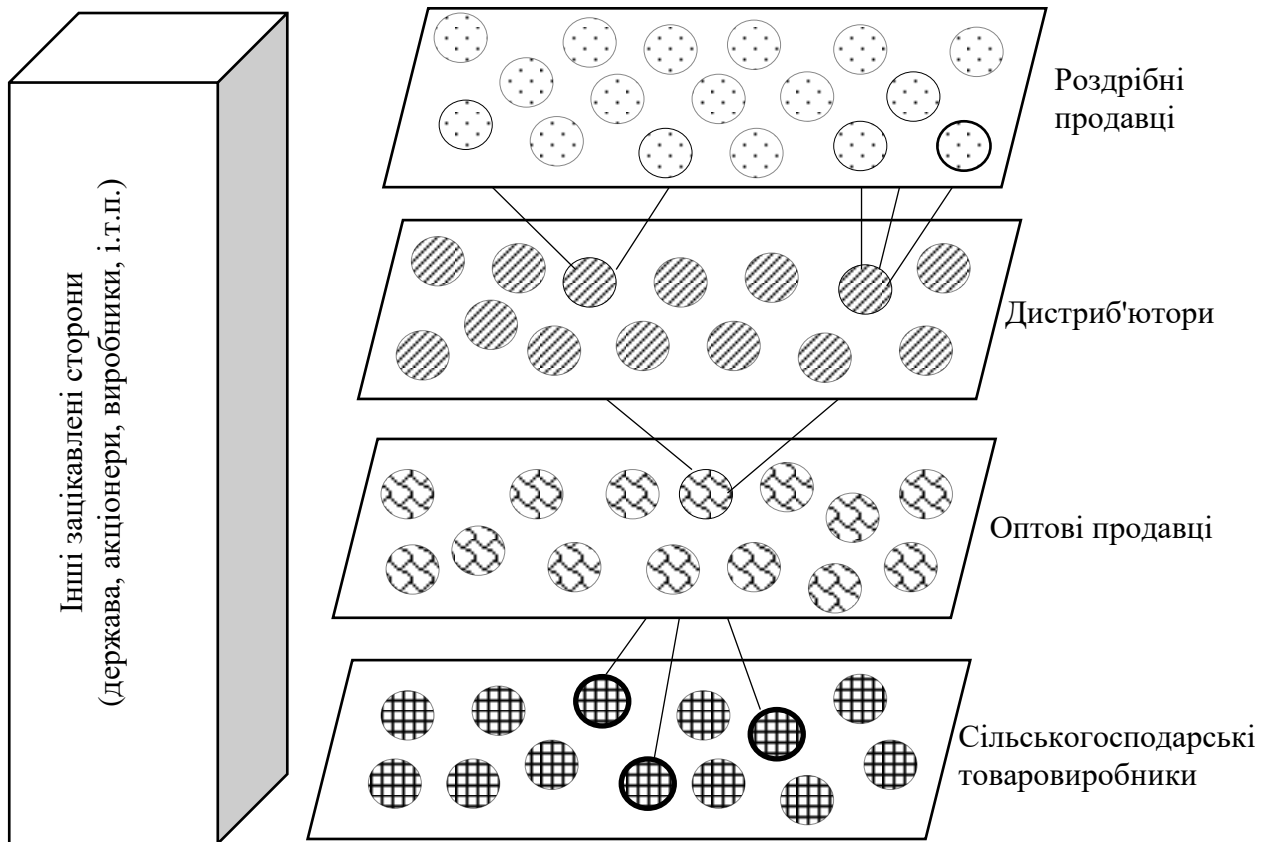 Інші зацікавлені сторони
(держава, акціонери, виробники, і.т.п.)
Роздрібні
продавці
Дистриб'ютори
Оптові продавці
Сільськогосподарські
товаровиробники